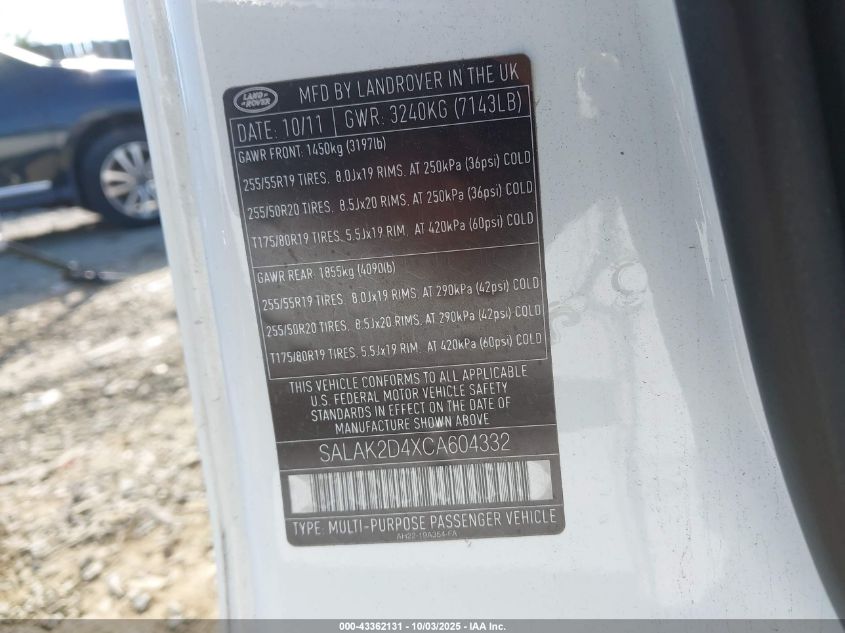 LAND ROVER
MFD BY LANDROVER IN THE UK
DATE: 10/11 GWR: 3240KG (7143LB)
GAWR FRONT: 1450kg (3197lb)
255/55R19 TIRES. 8.0Jx19 RIMS. AT 250kPa (36psi) COLD
255/50R20 TIRES. 8.5Jx20 RIMS. AT 250kPa (36psi) COLD
T175/80R19 TIRES. 5.5Jx19 RIM. AT 420kPa (60psi) COLD
GAWR REAR: 1855kg (4090lb)
255/55R19 TIRES. 8.0Jx19 RIMS. AT 290kPa (42psi) COLD
255/50R20 TIRES. 8.5Jx20 RIMS. AT 290kPa (42psi) COLD
T175/80R19 TIRES. 5.5Jx19 RIM. AT 420kPa (60psi) COLD
THIS VEHICLE CONFORMS TO ALL APPLICABLE
U.S. FEDERAL MOTOR VEHICLE SAFETY
STANDARDS IN EFFECT ON THE DATE OF
MANUFACTURE SHOWN ABOVE
SALAK2D4XCA604332
TYPE: MULTI-PURPOSE PASSENGER VEHICLE
AH22-19A354-FA
000-43362131 - 10/03/2025 - IAA Inc.